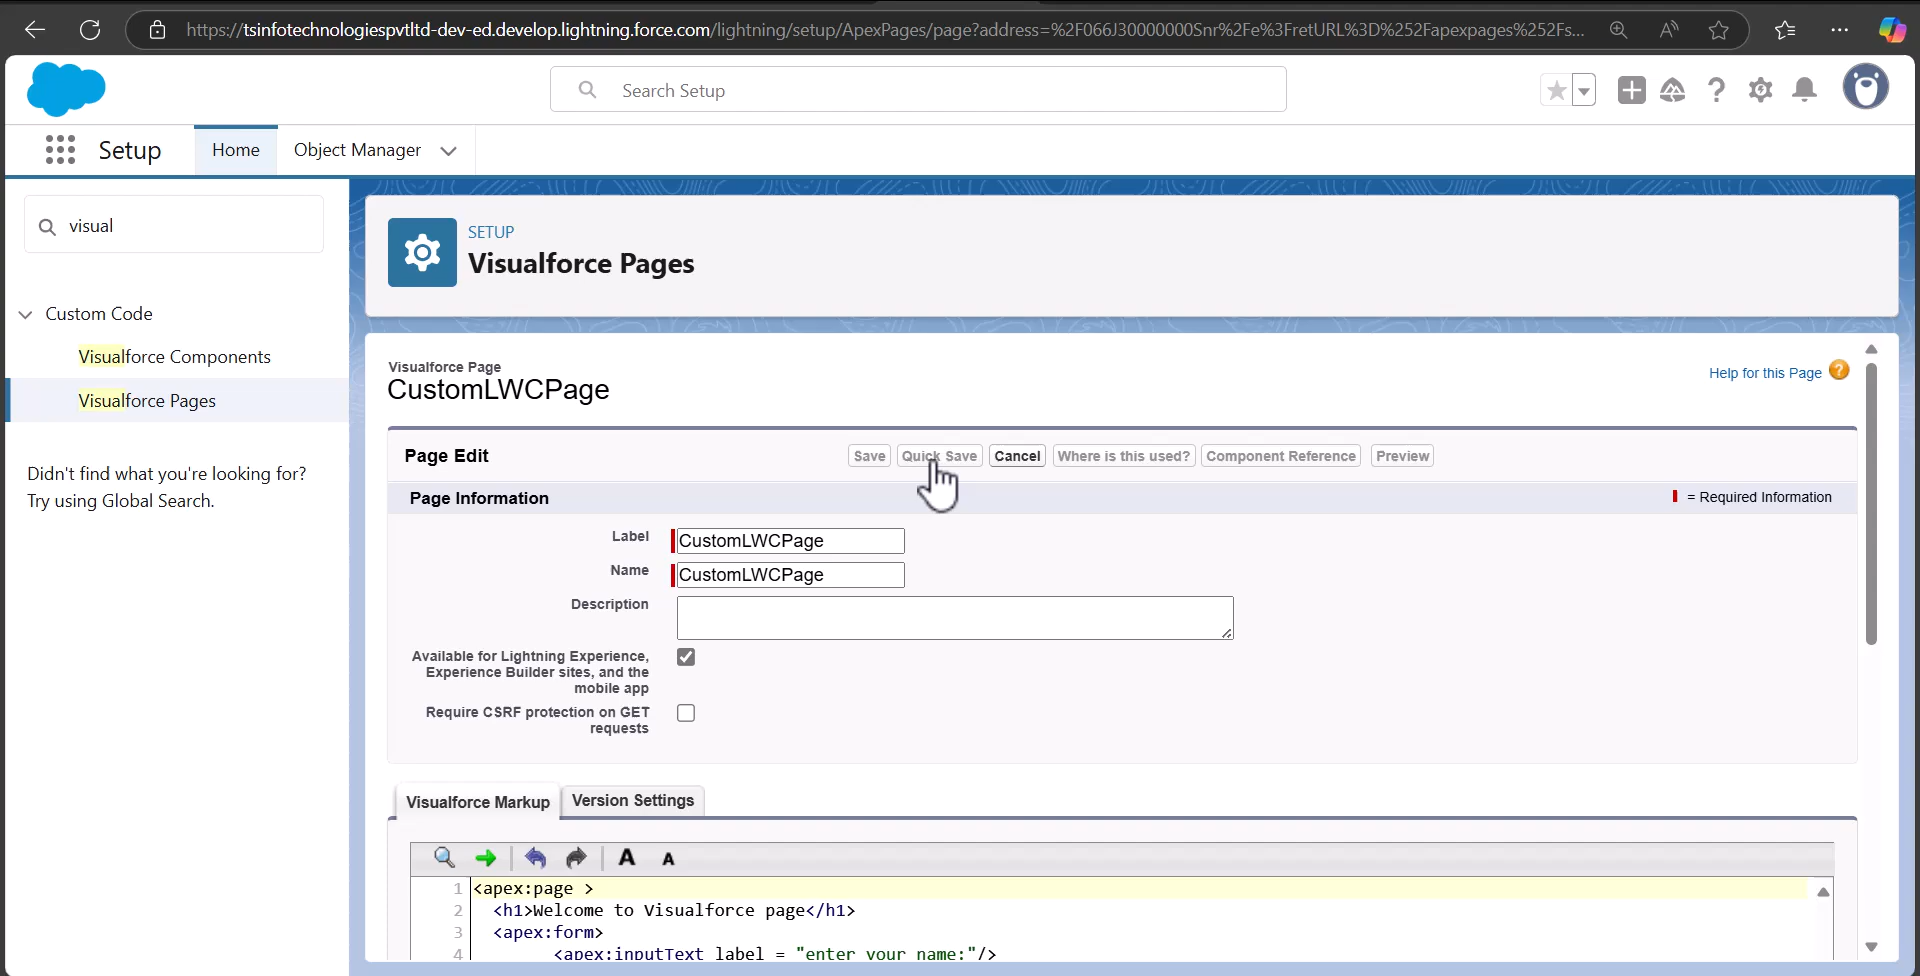 https://tsinfotechnologiespvtltd-dev-ed.develop.lightning.force.com/lightning/setup/ApexPages/page?address=%2F066J30000000Snr%2Fe%3FretURL%3D%252Fapexpages%252Fs...
Search Setup
Setup
Home
Object Manager
visual
Custom Code
Visualforce Components
Visualforce Pages
Didn't find what you're looking for?
Try using Global Search.
SETUP
Visualforce Pages
Visualforce Page
CustomLWCPage
Help for this Page
Page Edit
Save
Quick Save
Cancel
Where is this used?
Component Reference
Preview
Page Information
= Required Information
Label
CustomLWCPage
Name
CustomLWCPage
Description
Available for Lightning Experience,
Experience Builder sites, and the
mobile app
Require CSRF protection on GET
requests
Visualforce Markup
Version Settings
A A
1 <apex:page >
2 <h1>Welcome to Visualforce page</h1>
3 <apex:form>
4 <apex:inputText label = "enter your name:"/>